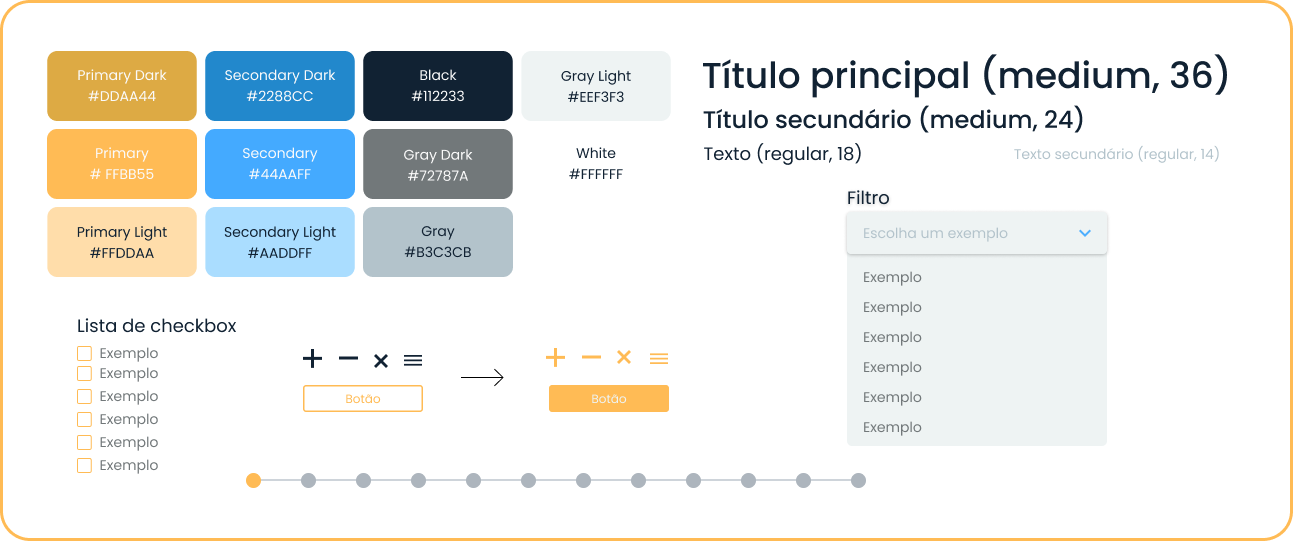 Primary Dark
#DDAA44
Secondary Dark
#2288CC
Black
#112233
Gray Light
#EEF3F3
Primary
# FFBB55
Secondary
#44AAFF
Gray Dark
#72787A
White
#FFFFFF
Primary Light
#FFDDAA
Secondary Light
#AADDFF
Gray
#B3C3CB
Título principal (medium, 36)
Título secundário (medium, 24)
Texto (regular, 18)
Texto secundário (regular, 14)
Filtro
Escolha um exemplo
Exemplo
Exemplo
Exemplo
Exemplo
Exemplo
Exemplo
Lista de checkbox
Exemplo
Exemplo
Exemplo
Exemplo
Exemplo
Exemplo
Botão
Botão